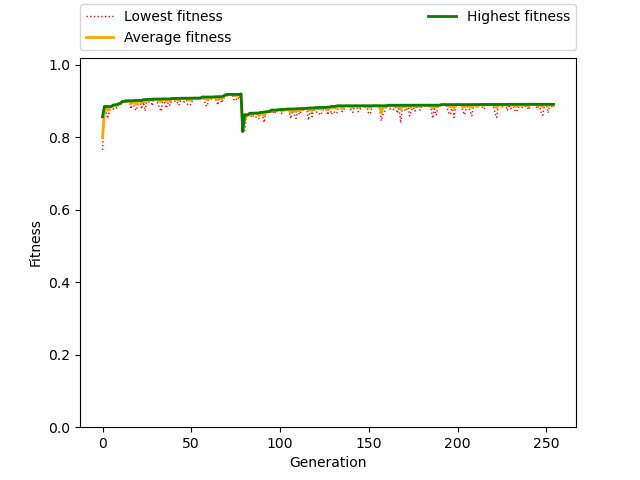 Lowest fitness
Average fitness
Highest fitness
1.0
0.8
0.6
0.4
0.2
0.0
Fitness
0 50 100 150 200 250
Generation